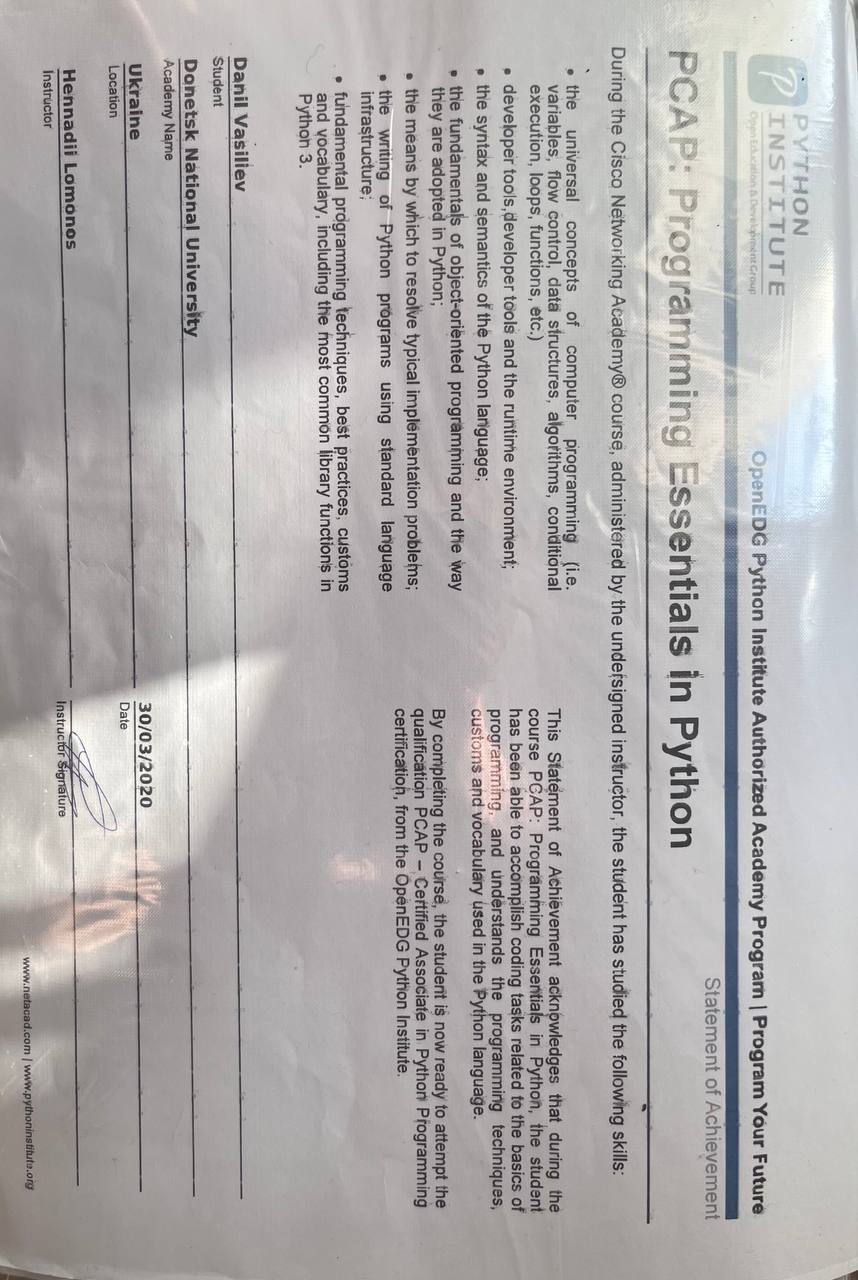 PYTHON
INSTITUTE
Open Education & Development Group
OpenEDG Python Institute Authorized Academy Program | Program Your Future
Statement of Achievement
PCAP: Programming Essentials in Python
During the Cisco Networking Academy® course, administered by the undersigned instructor, the student has studied the following skills:
• the universal concepts of computer programming (i.e.
variables, flow control, data structures, algorithms, conditional
execution, loops, functions, etc.)
• developer tools,developer tools and the runtime environment;
• the syntax and semantics of the Python language;
• the fundamentals of object-oriented programming and the way
they are adopted in Python;
• the means by which to resolve typical implementation problems;
• the writing of Python programs using standard language
infrastructure;
• fundamental programming techniques, best practices, customs
and vocabulary, including the most common library functions in
Python 3.
This Statement of Achievement acknowledges that during the
course PCAP: Programming Essentials in Python, the student
has been able to accomplish coding tasks related to the basics of
programming, and understands the programming techniques,
customs and vocabulary used in the Python language.
By completing the course, the student is now ready to attempt the
qualification PCAP – Certified Associate in Python Programming
certification, from the OpenEDG Python Institute.
Danil Vasiliev
Student
Donetsk National University
Academy Name
Ukraine
Location
30/03/2020
Date
Hennadii Lomonos
Instructor
Instructor Signature
www.netacad.com | www.pythoninstitute.org